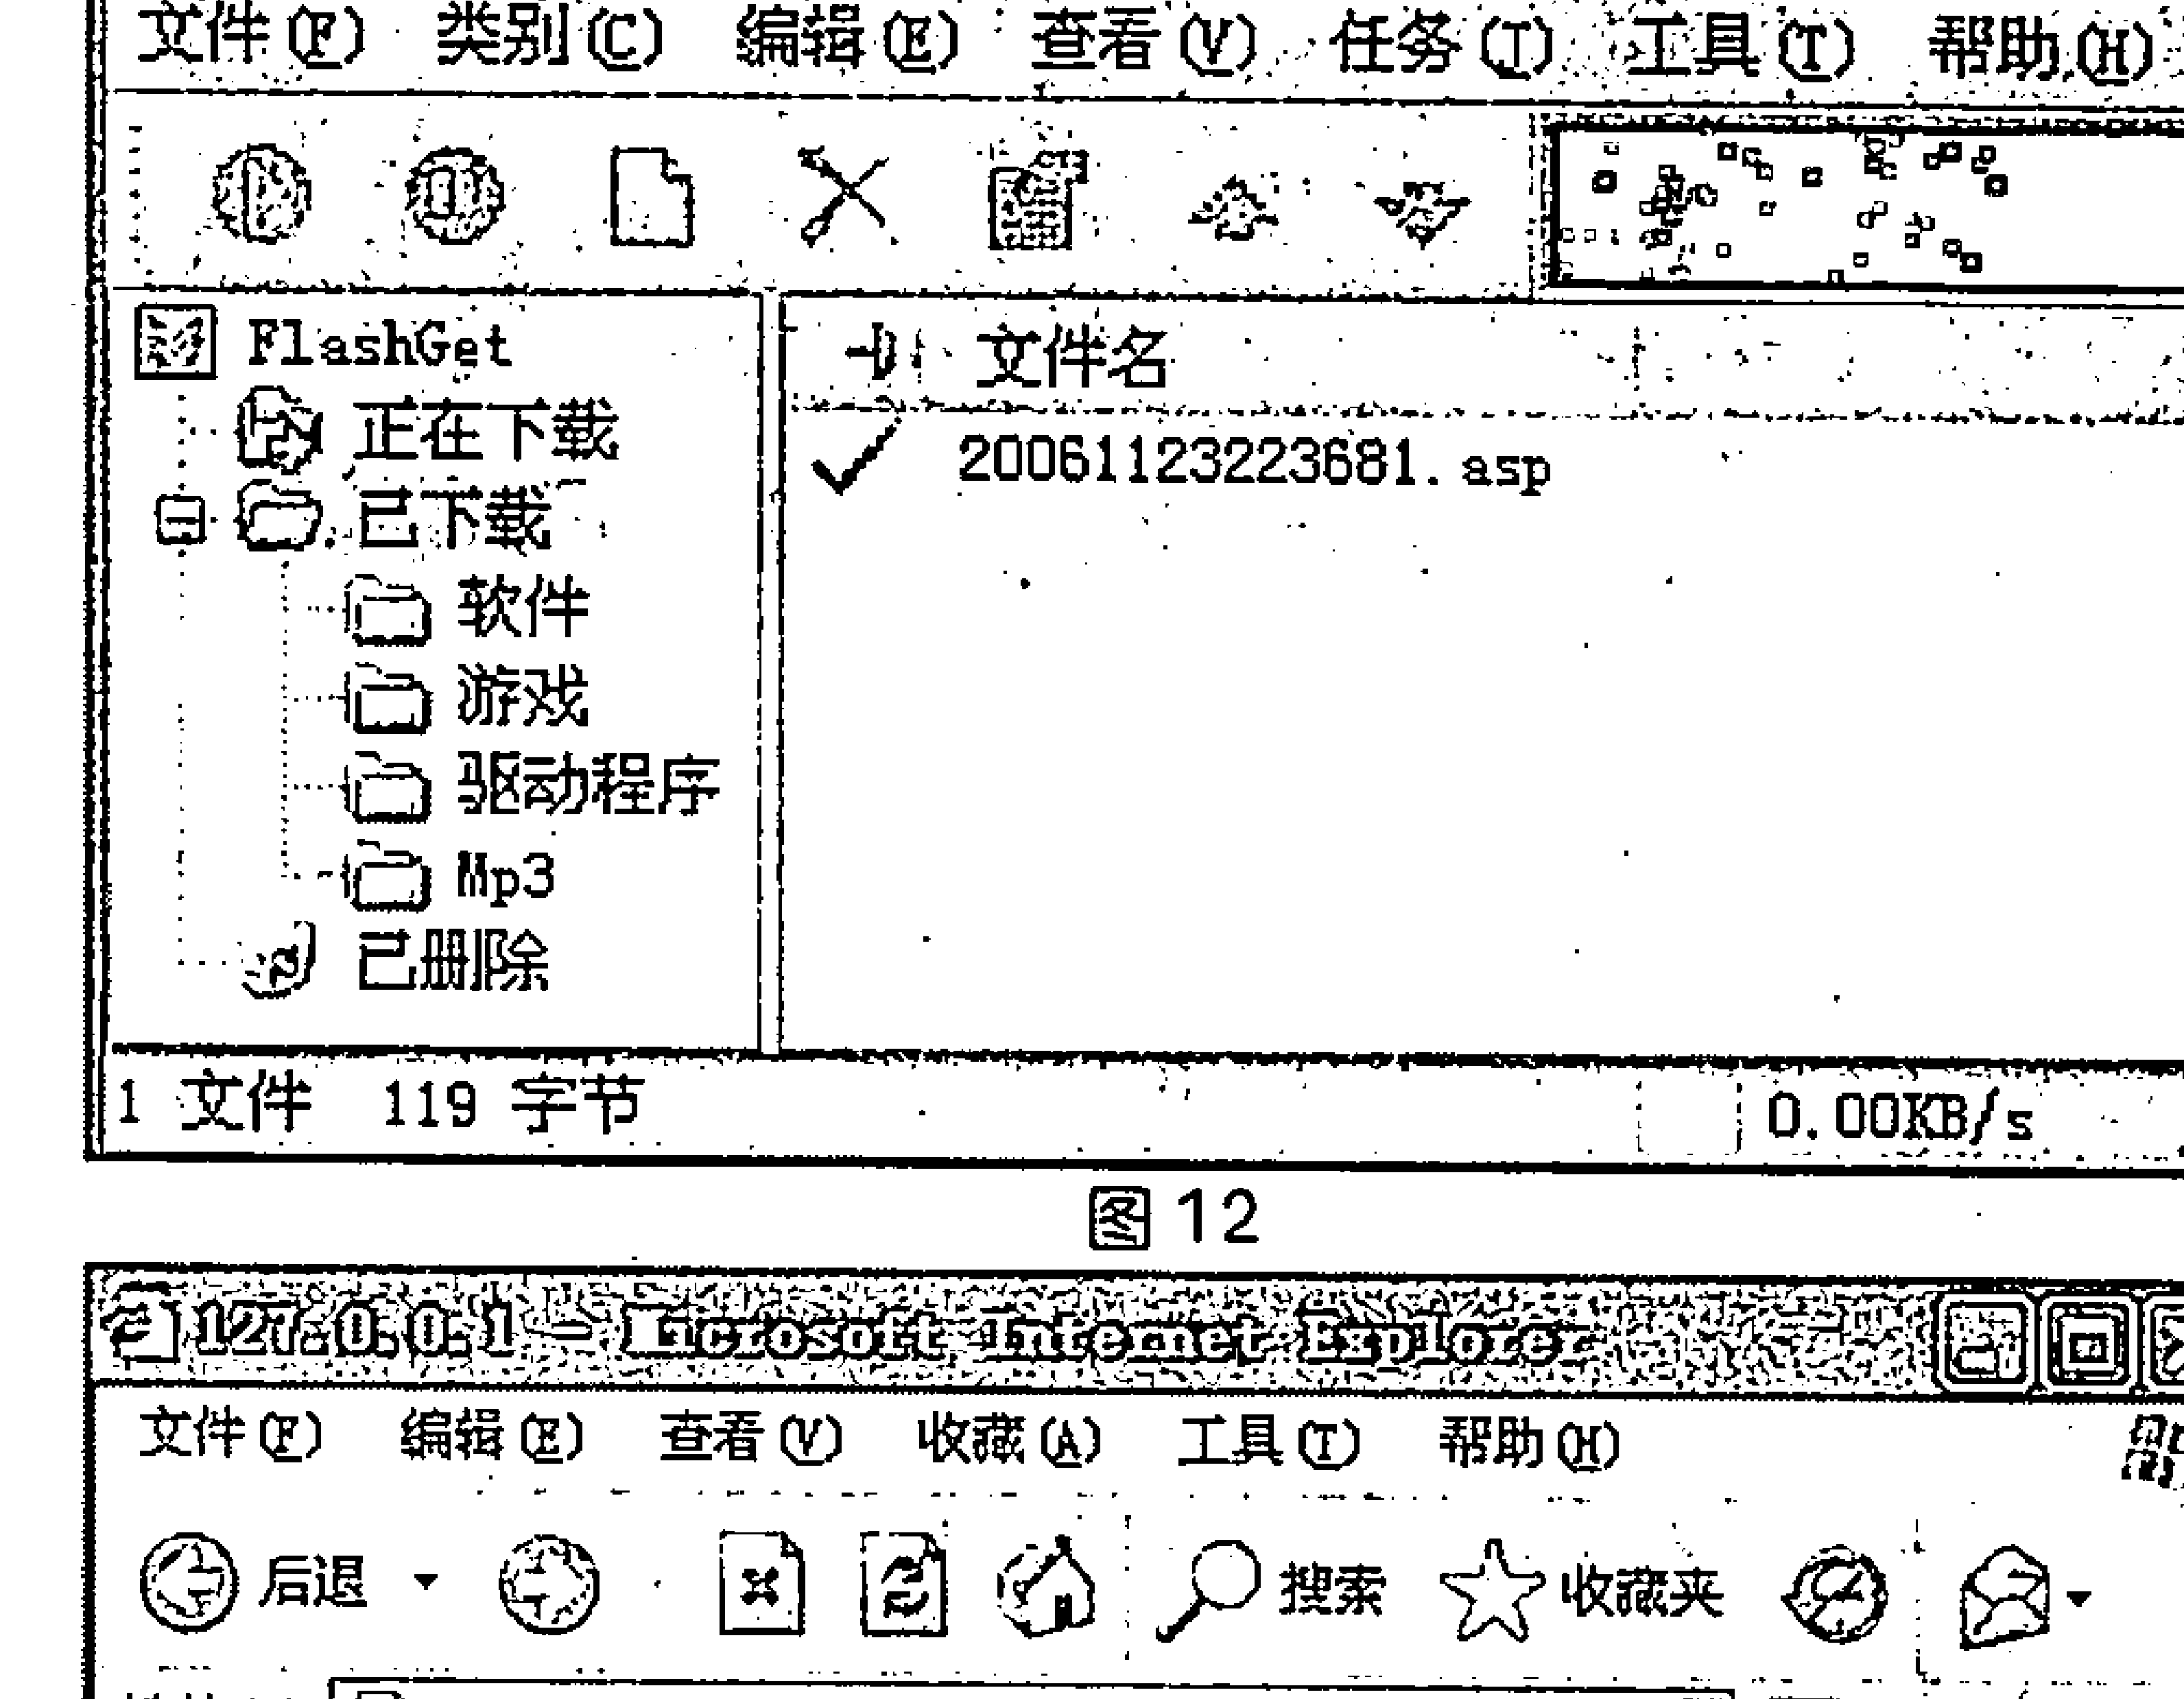 文件(F) 类别(C) 编辑(E) 查看(V) 任务(J) 工具(T) 帮助(H)
FlashGet
正在下载
已下载
软件
游戏
驱动程序
Mp3
已删除
文件名
20061123223681.asp
1 文件 119 字节 0.00KB/s
图 12
127.0.0.1 - Microsoft Internet Explorer
文件(F) 编辑(E) 查看(V) 收藏(A) 工具(T) 帮助(H)
后退 搜索 收藏夹